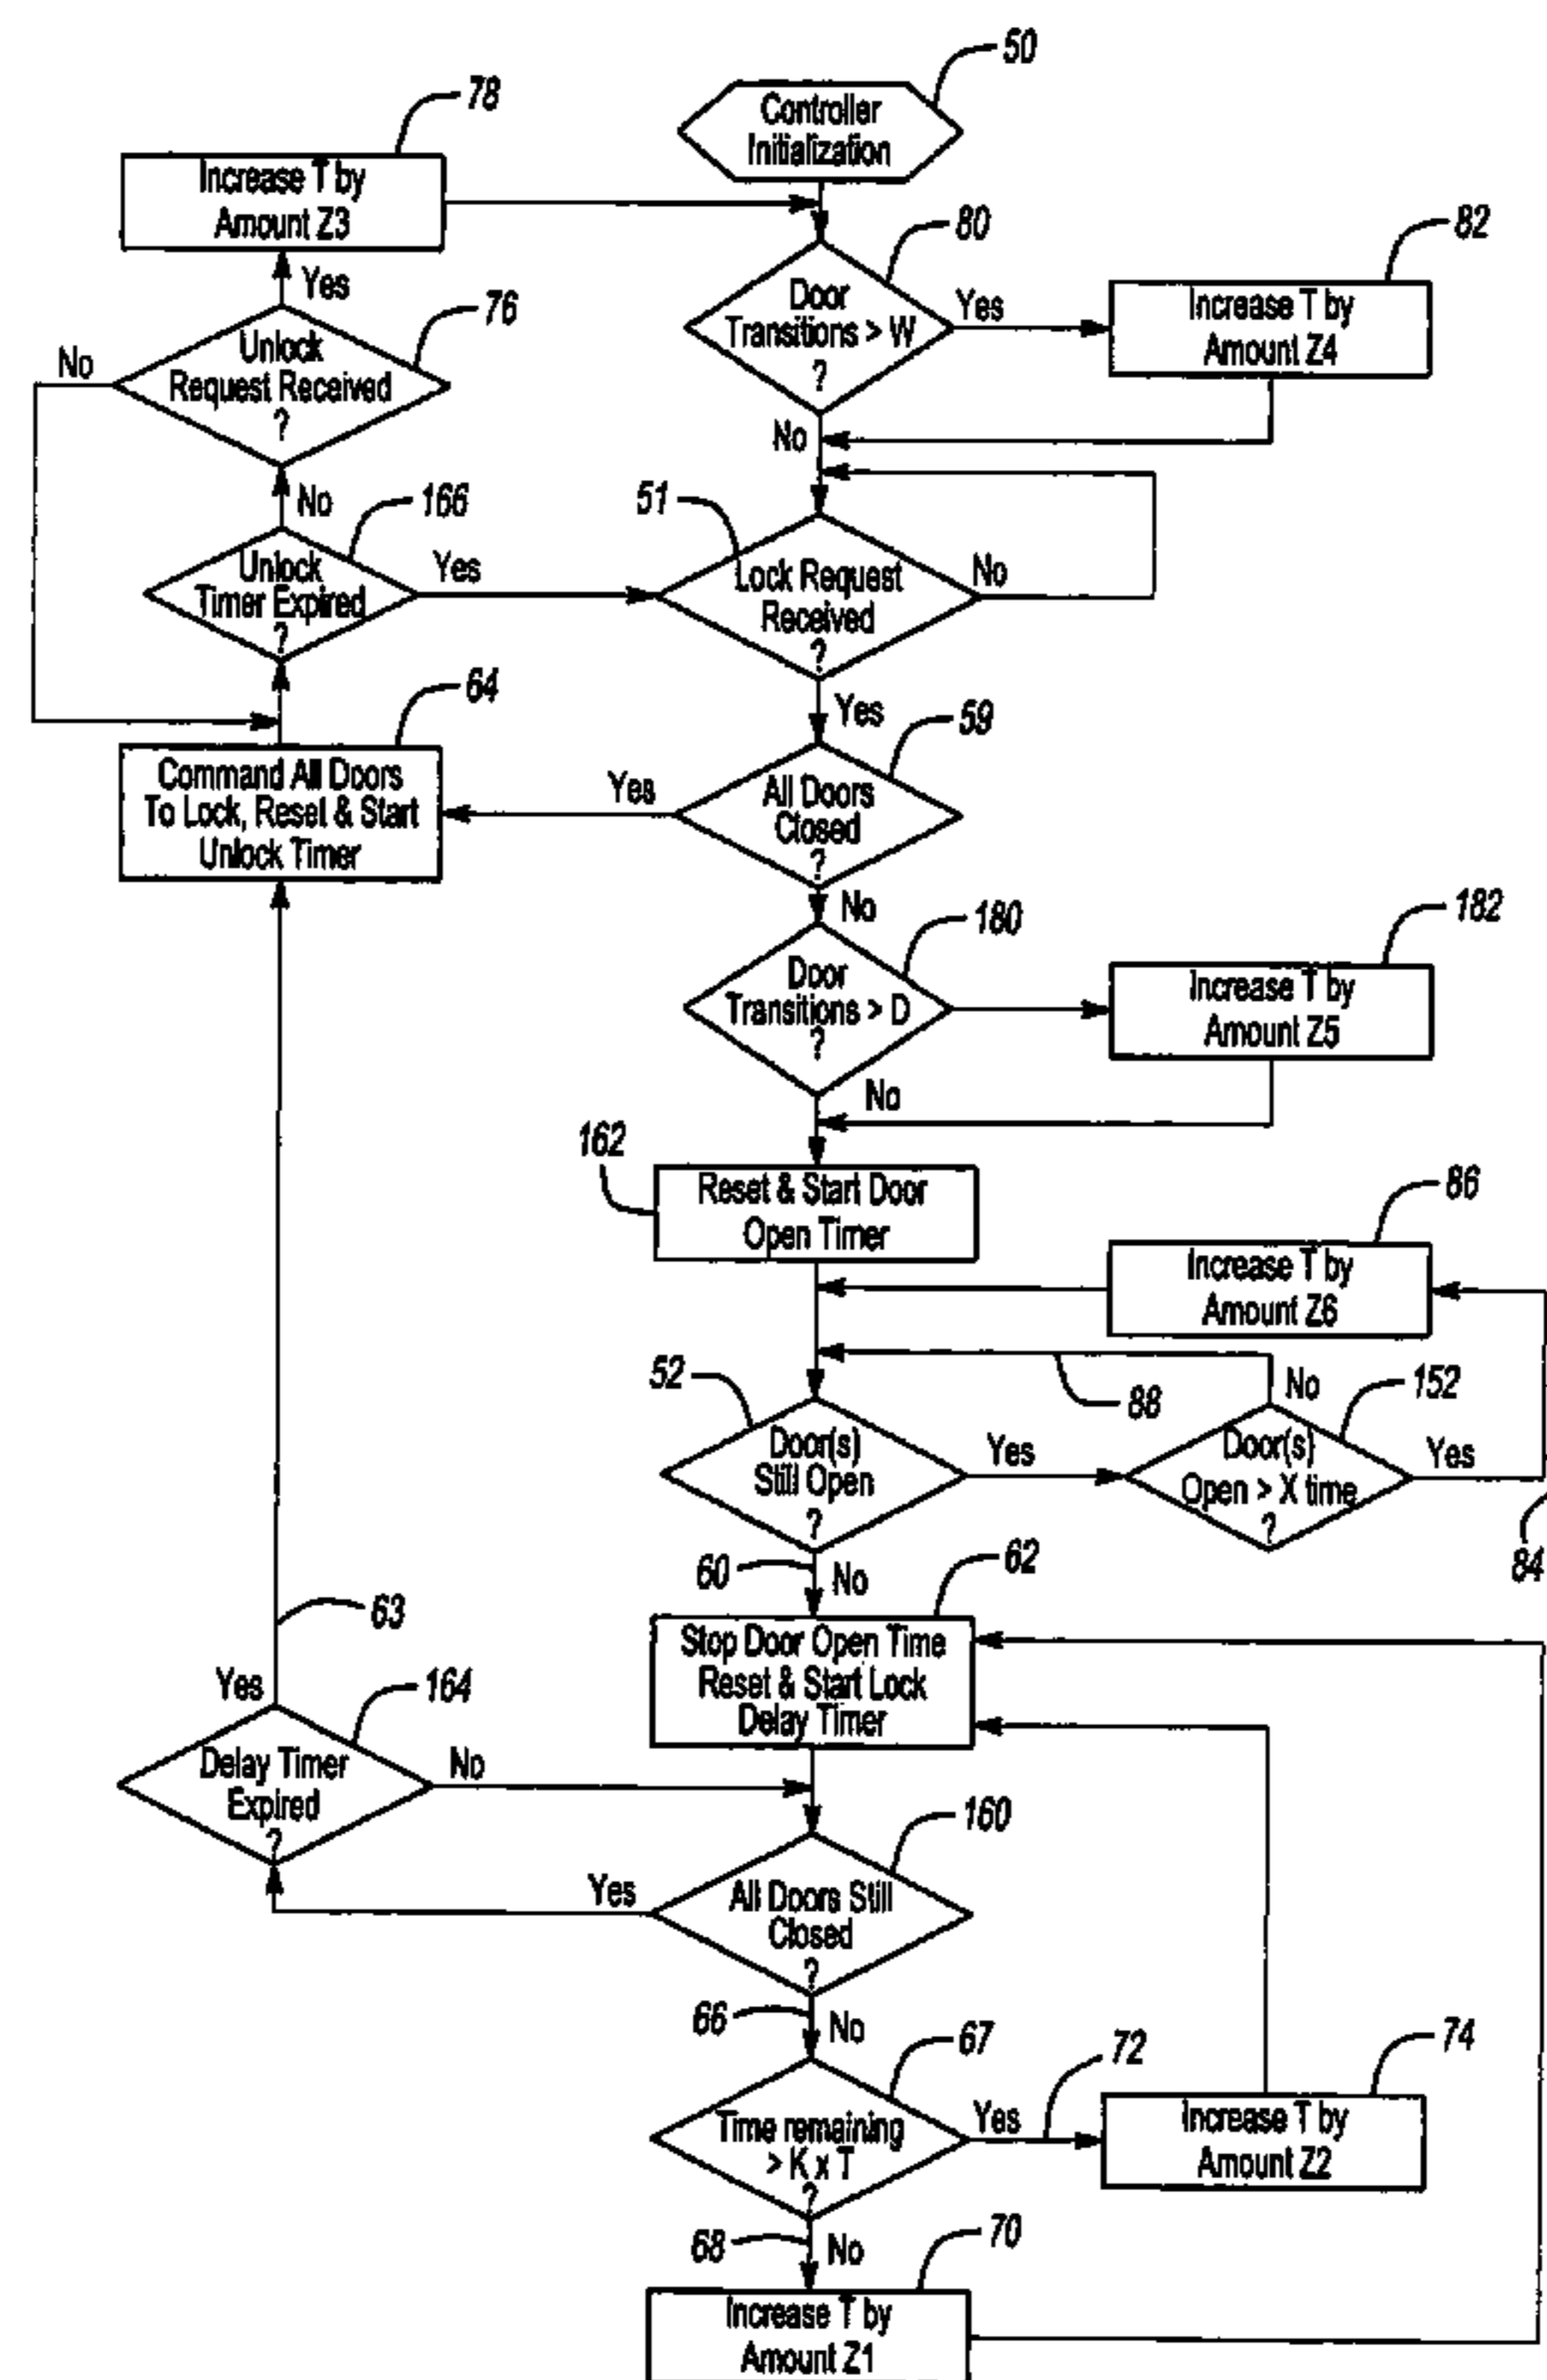 50
Controller
Initialization
78
Increase T by
Amount Z3
80
Door
Transitions > W
?
Yes
82
Increase T by
Amount Z4
Yes
76
Unlock
Request Received
?
No
No
No
166
Unlock
Timer Expired
?
Yes
51
Lock Request
Received
?
No
64
Command All Doors
To Lock, Reset & Start
Unlock Timer
Yes
59
All Doors
Closed
?
Yes
No
180
Door
Transitions > D
?
182
Increase T by
Amount Z5
No
162
Reset & Start Door
Open Timer
86
Increase T by
Amount Z6
52
Door(s)
Still Open
?
Yes
88
No
152
Door(s)
Open > X time
?
Yes
84
60
No
62
Stop Door Open Time
Reset & Start Lock
Delay Timer
63
Yes
164
Delay Timer
Expired
?
No
160
All Doors Still
Closed
?
Yes
66
No
67
Time remaining
> K x T
?
Yes
72
74
Increase T by
Amount Z2
68
No
70
Increase T by
Amount Z1